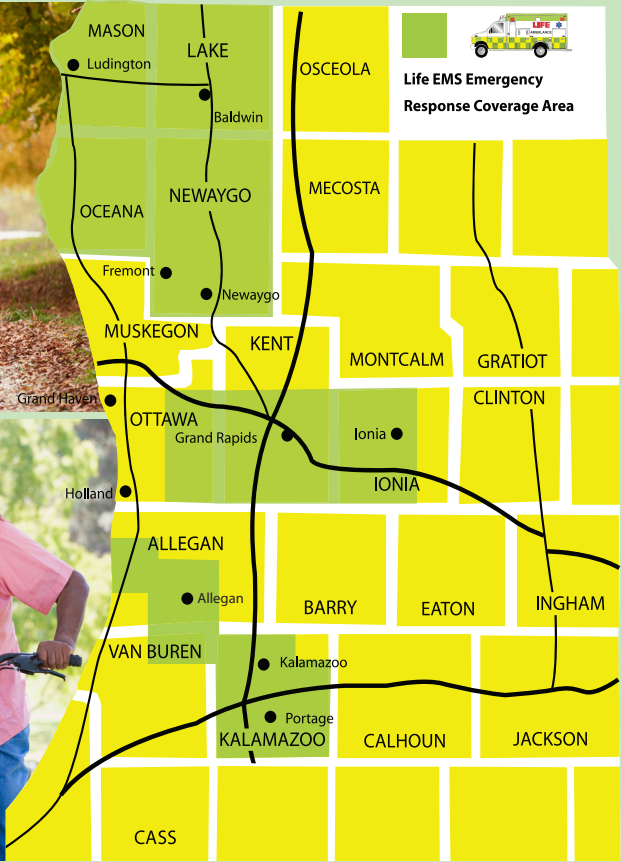 MASON
Ludington
LAKE
Baldwin
OSCEOLA
LIFE
AMBULANCE
Life EMS Emergency
Response Coverage Area
OCEANA
NEWAYGO
MECOSTA
Fremont
Newaygo
MUSKEGON
KENT
MONTCALM
GRATIOT
Grand Haven
OTTAWA
CLINTON
Grand Rapids
Ionia
IONIA
Holland
ALLEGAN
Allegan
BARRY
EATON
INGHAM
VAN BUREN
Kalamazoo
Portage
KALAMAZOO
CALHOUN
JACKSON
CASS